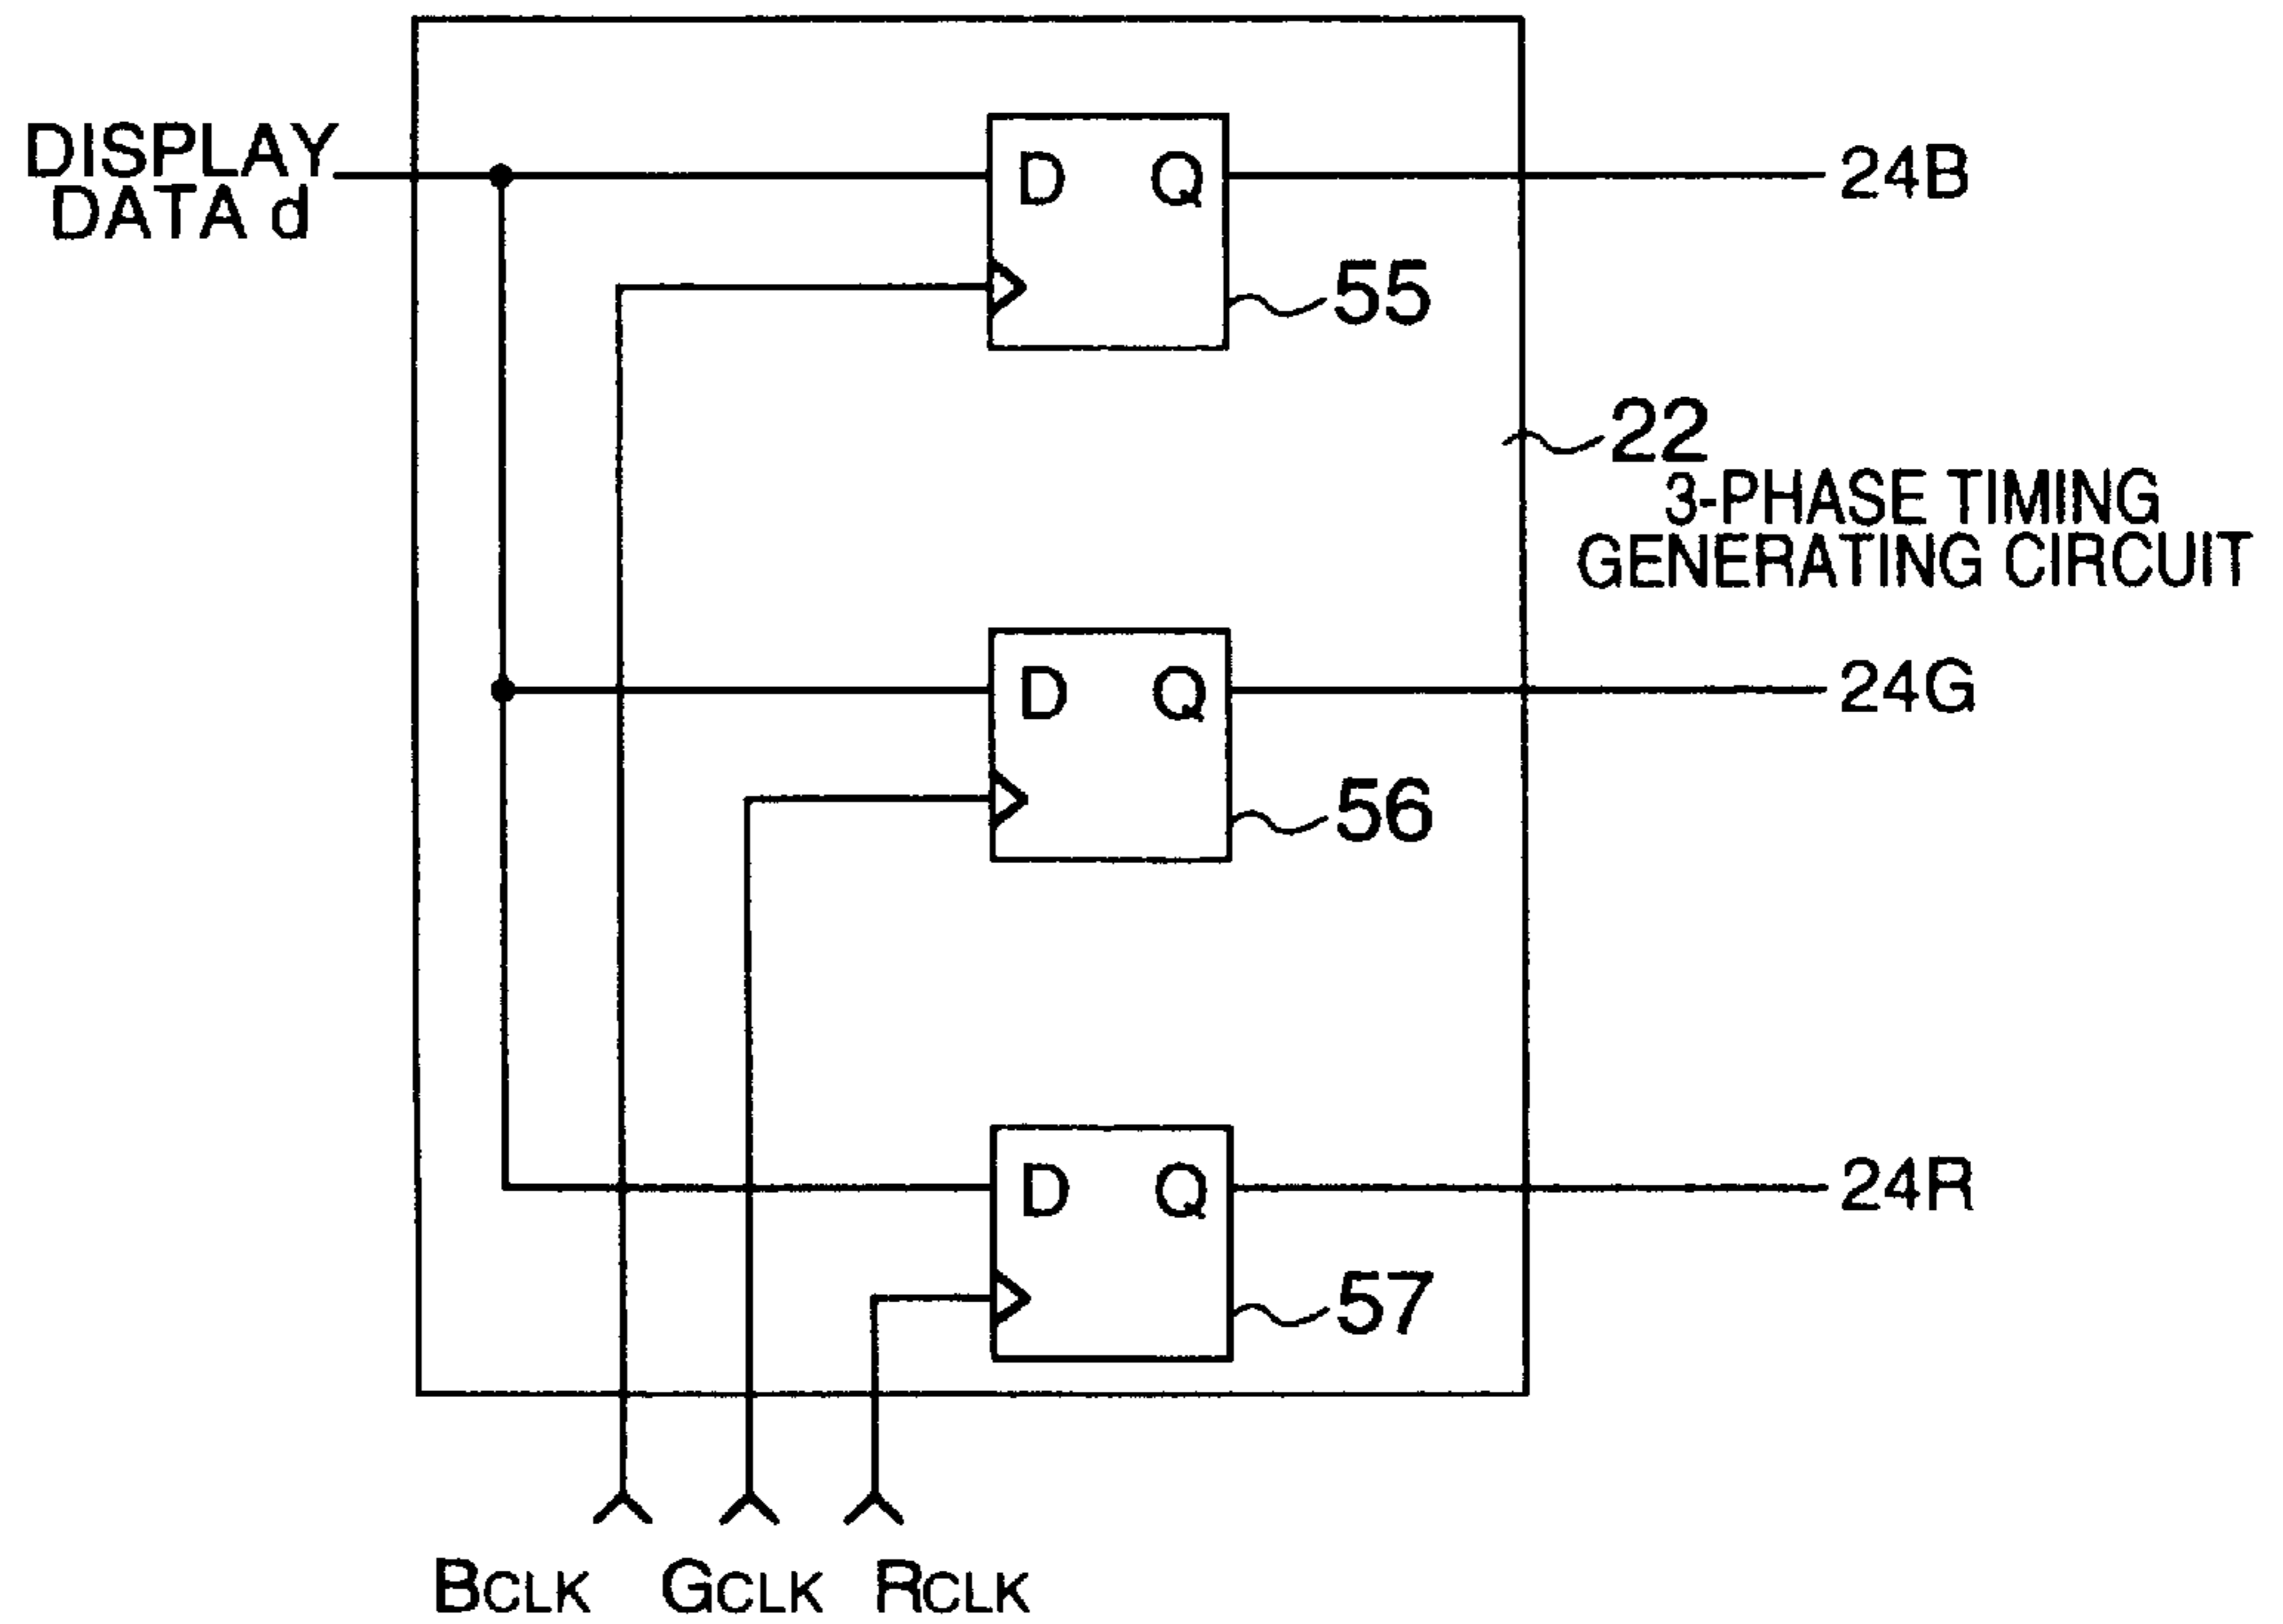 DISPLAY
DATA d
D Q
24B
55
22
3-PHASE TIMING
GENERATING CIRCUIT
D Q
24G
56
D Q
24R
57
BCLK GCLK RCLK